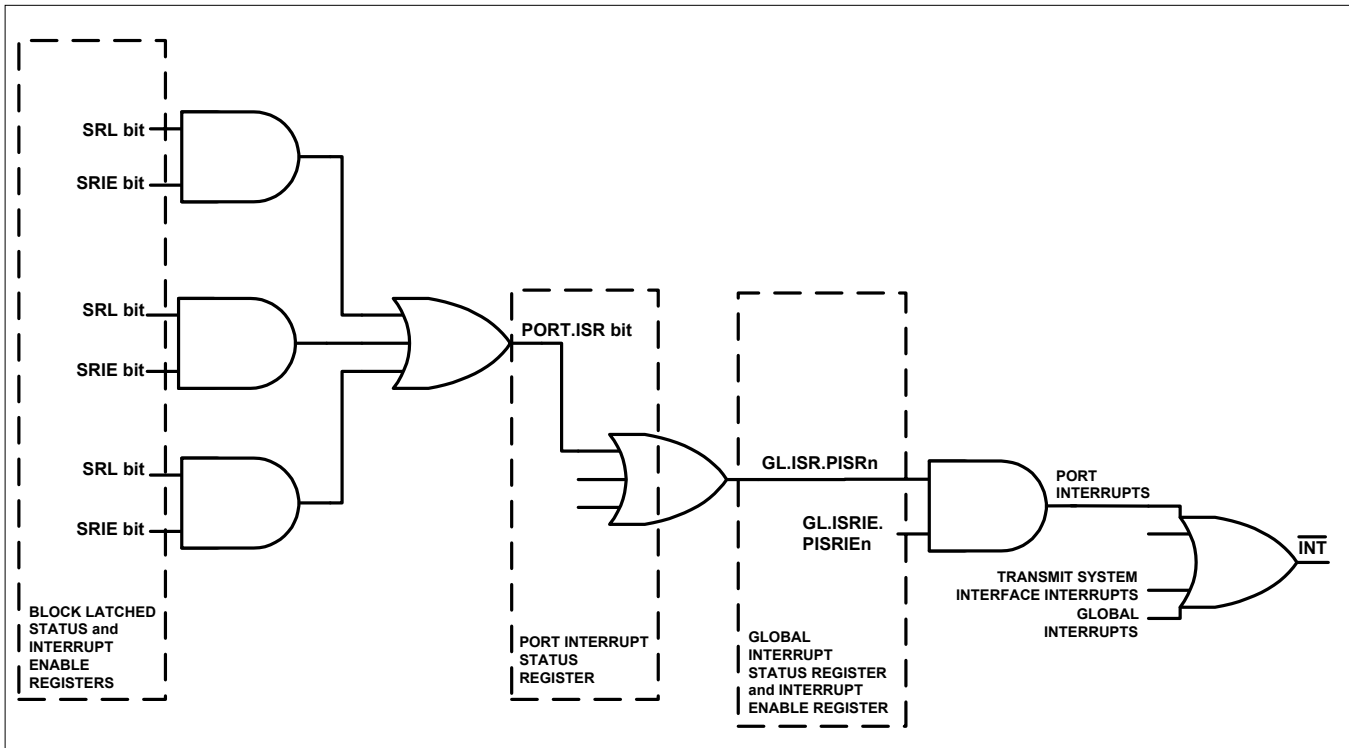 SRL bit
SRIE bit
SRL bit
SRIE bit
SRL bit
SRIE bit
BLOCK LATCHED
STATUS and
INTERRUPT
ENABLE
REGISTERS
PORT.ISR bit
PORT INTERRUPT
STATUS
REGISTER
GL.ISR.PISRn
GL.ISRIE.
PISRIEn
GLOBAL
INTERRUPT
STATUS REGISTER
and INTERRUPT
ENABLE REGISTER
PORT
INTERRUPTS
TRANSMIT SYSTEM
INTERFACE INTERRUPTS
GLOBAL
INTERRUPTS
INT